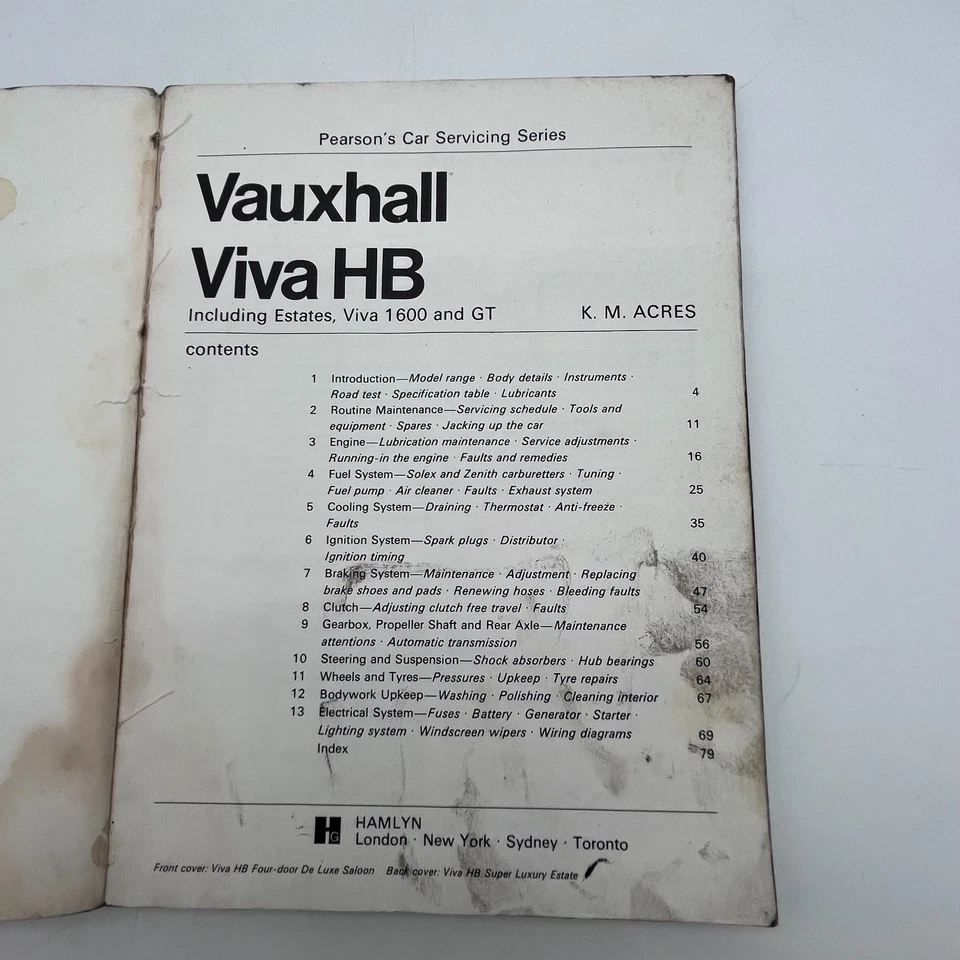 Pearson's Car Servicing Series
Vauxhall
Viva HB
Including Estates, Viva 1600 and GT K. M. ACRES
contents
1 Introduction—Model range · Body details · Instruments ·
Road test · Specification table · Lubricants 4
2 Routine Maintenance—Servicing schedule · Tools and
equipment · Spares · Jacking up the car 11
3 Engine—Lubrication maintenance · Service adjustments ·
Running-in the engine · Faults and remedies 16
4 Fuel System—Solex and Zenith carburetters · Tuning ·
Fuel pump · Air cleaner · Faults · Exhaust system 25
5 Cooling System—Draining · Thermostat · Anti-freeze ·
Faults 35
6 Ignition System—Spark plugs · Distributor ·
Ignition timing 40
7 Braking System—Maintenance · Adjustment · Replacing
brake shoes and pads · Renewing hoses · Bleeding faults 47
8 Clutch—Adjusting clutch free travel · Faults 54
9 Gearbox, Propeller Shaft and Rear Axle—Maintenance
attentions · Automatic transmission 56
10 Steering and Suspension—Shock absorbers · Hub bearings 60
11 Wheels and Tyres—Pressures · Upkeep · Tyre repairs 64
12 Bodywork Upkeep—Washing · Polishing · Cleaning interior 67
13 Electrical System—Fuses · Battery · Generator · Starter ·
Lighting system · Windscreen wipers · Wiring diagrams 69
Index 79
HG HAMLYN
London · New York · Sydney · Toronto
Front cover: Viva HB Four-door De Luxe Saloon Back cover: Viva HB Super Luxury Estate